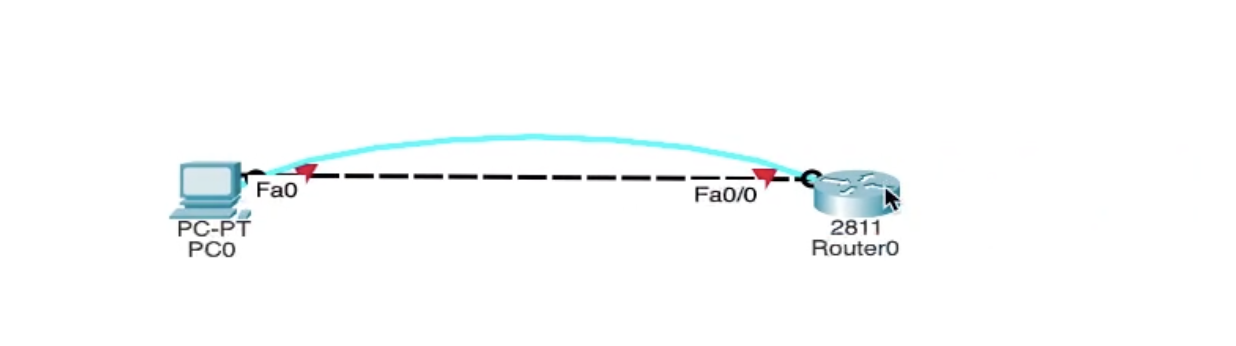 Fa0
Fa0/0
PC-PT
PC0
2811
Router0